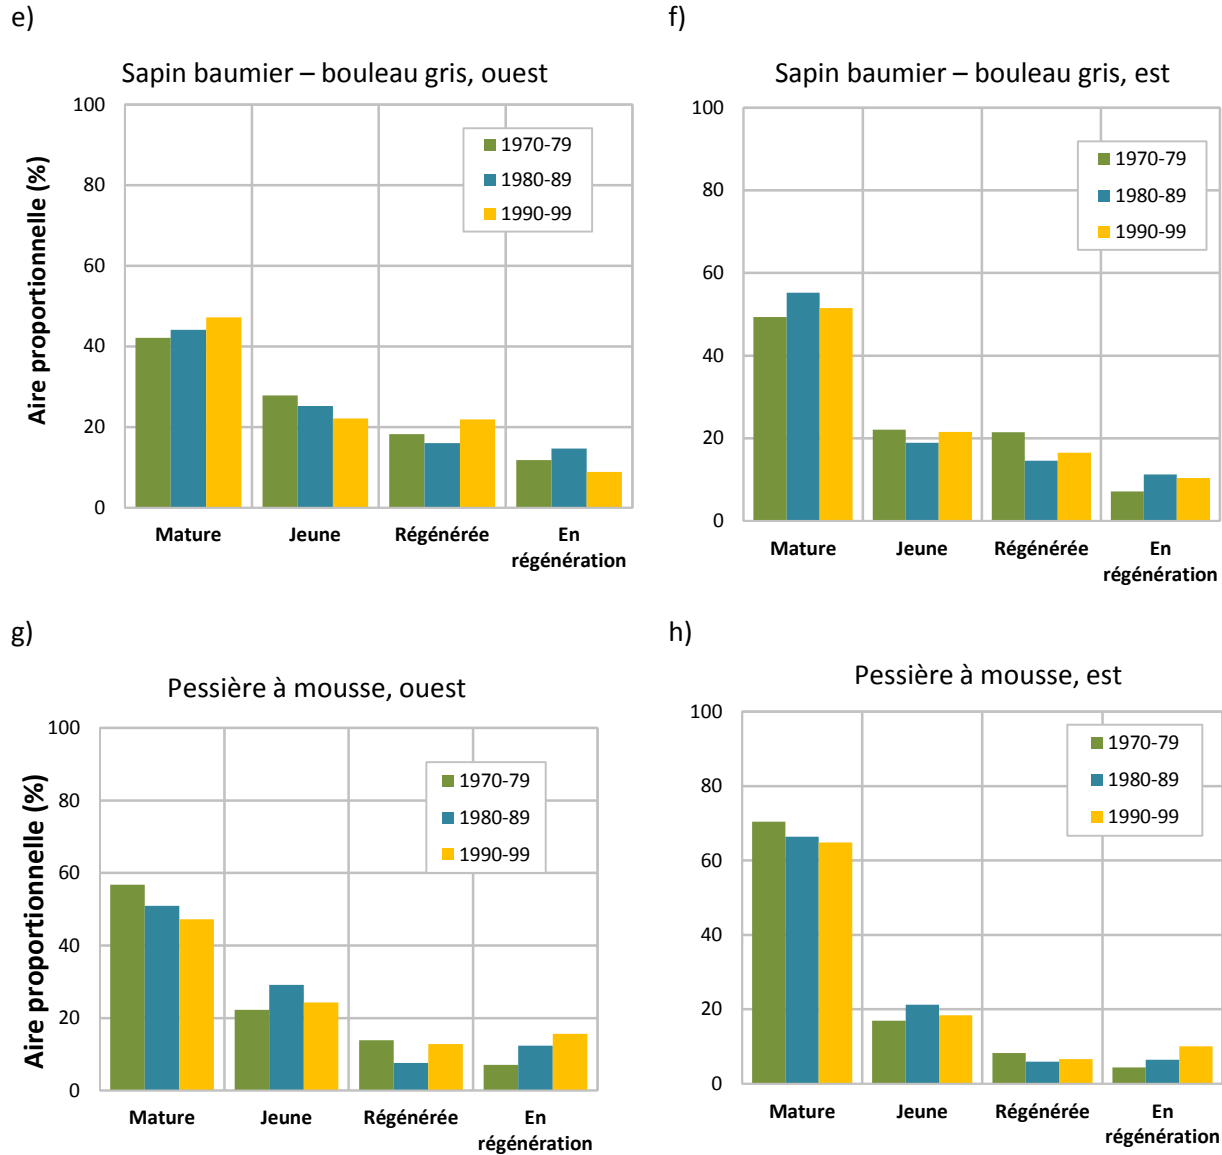 e)
Sapin baumier – bouleau gris, ouest
Aire proportionnelle (%)
100
80
60
40
20
0
1970-79
1980-89
1990-99
Mature
Jeune
Régénérée
En
régénération
f)
Sapin baumier – bouleau gris, est
100
80
60
40
20
0
1970-79
1980-89
1990-99
Mature
Jeune
Régénérée
En
régénération
g)
Pessière à mousse, ouest
Aire proportionnelle (%)
100
80
60
40
20
0
1970-79
1980-89
1990-99
Mature
Jeune
Régénérée
En
régénération
h)
Pessière à mousse, est
100
80
60
40
20
0
1970-79
1980-89
1990-99
Mature
Jeune
Régénérée
En
régénération